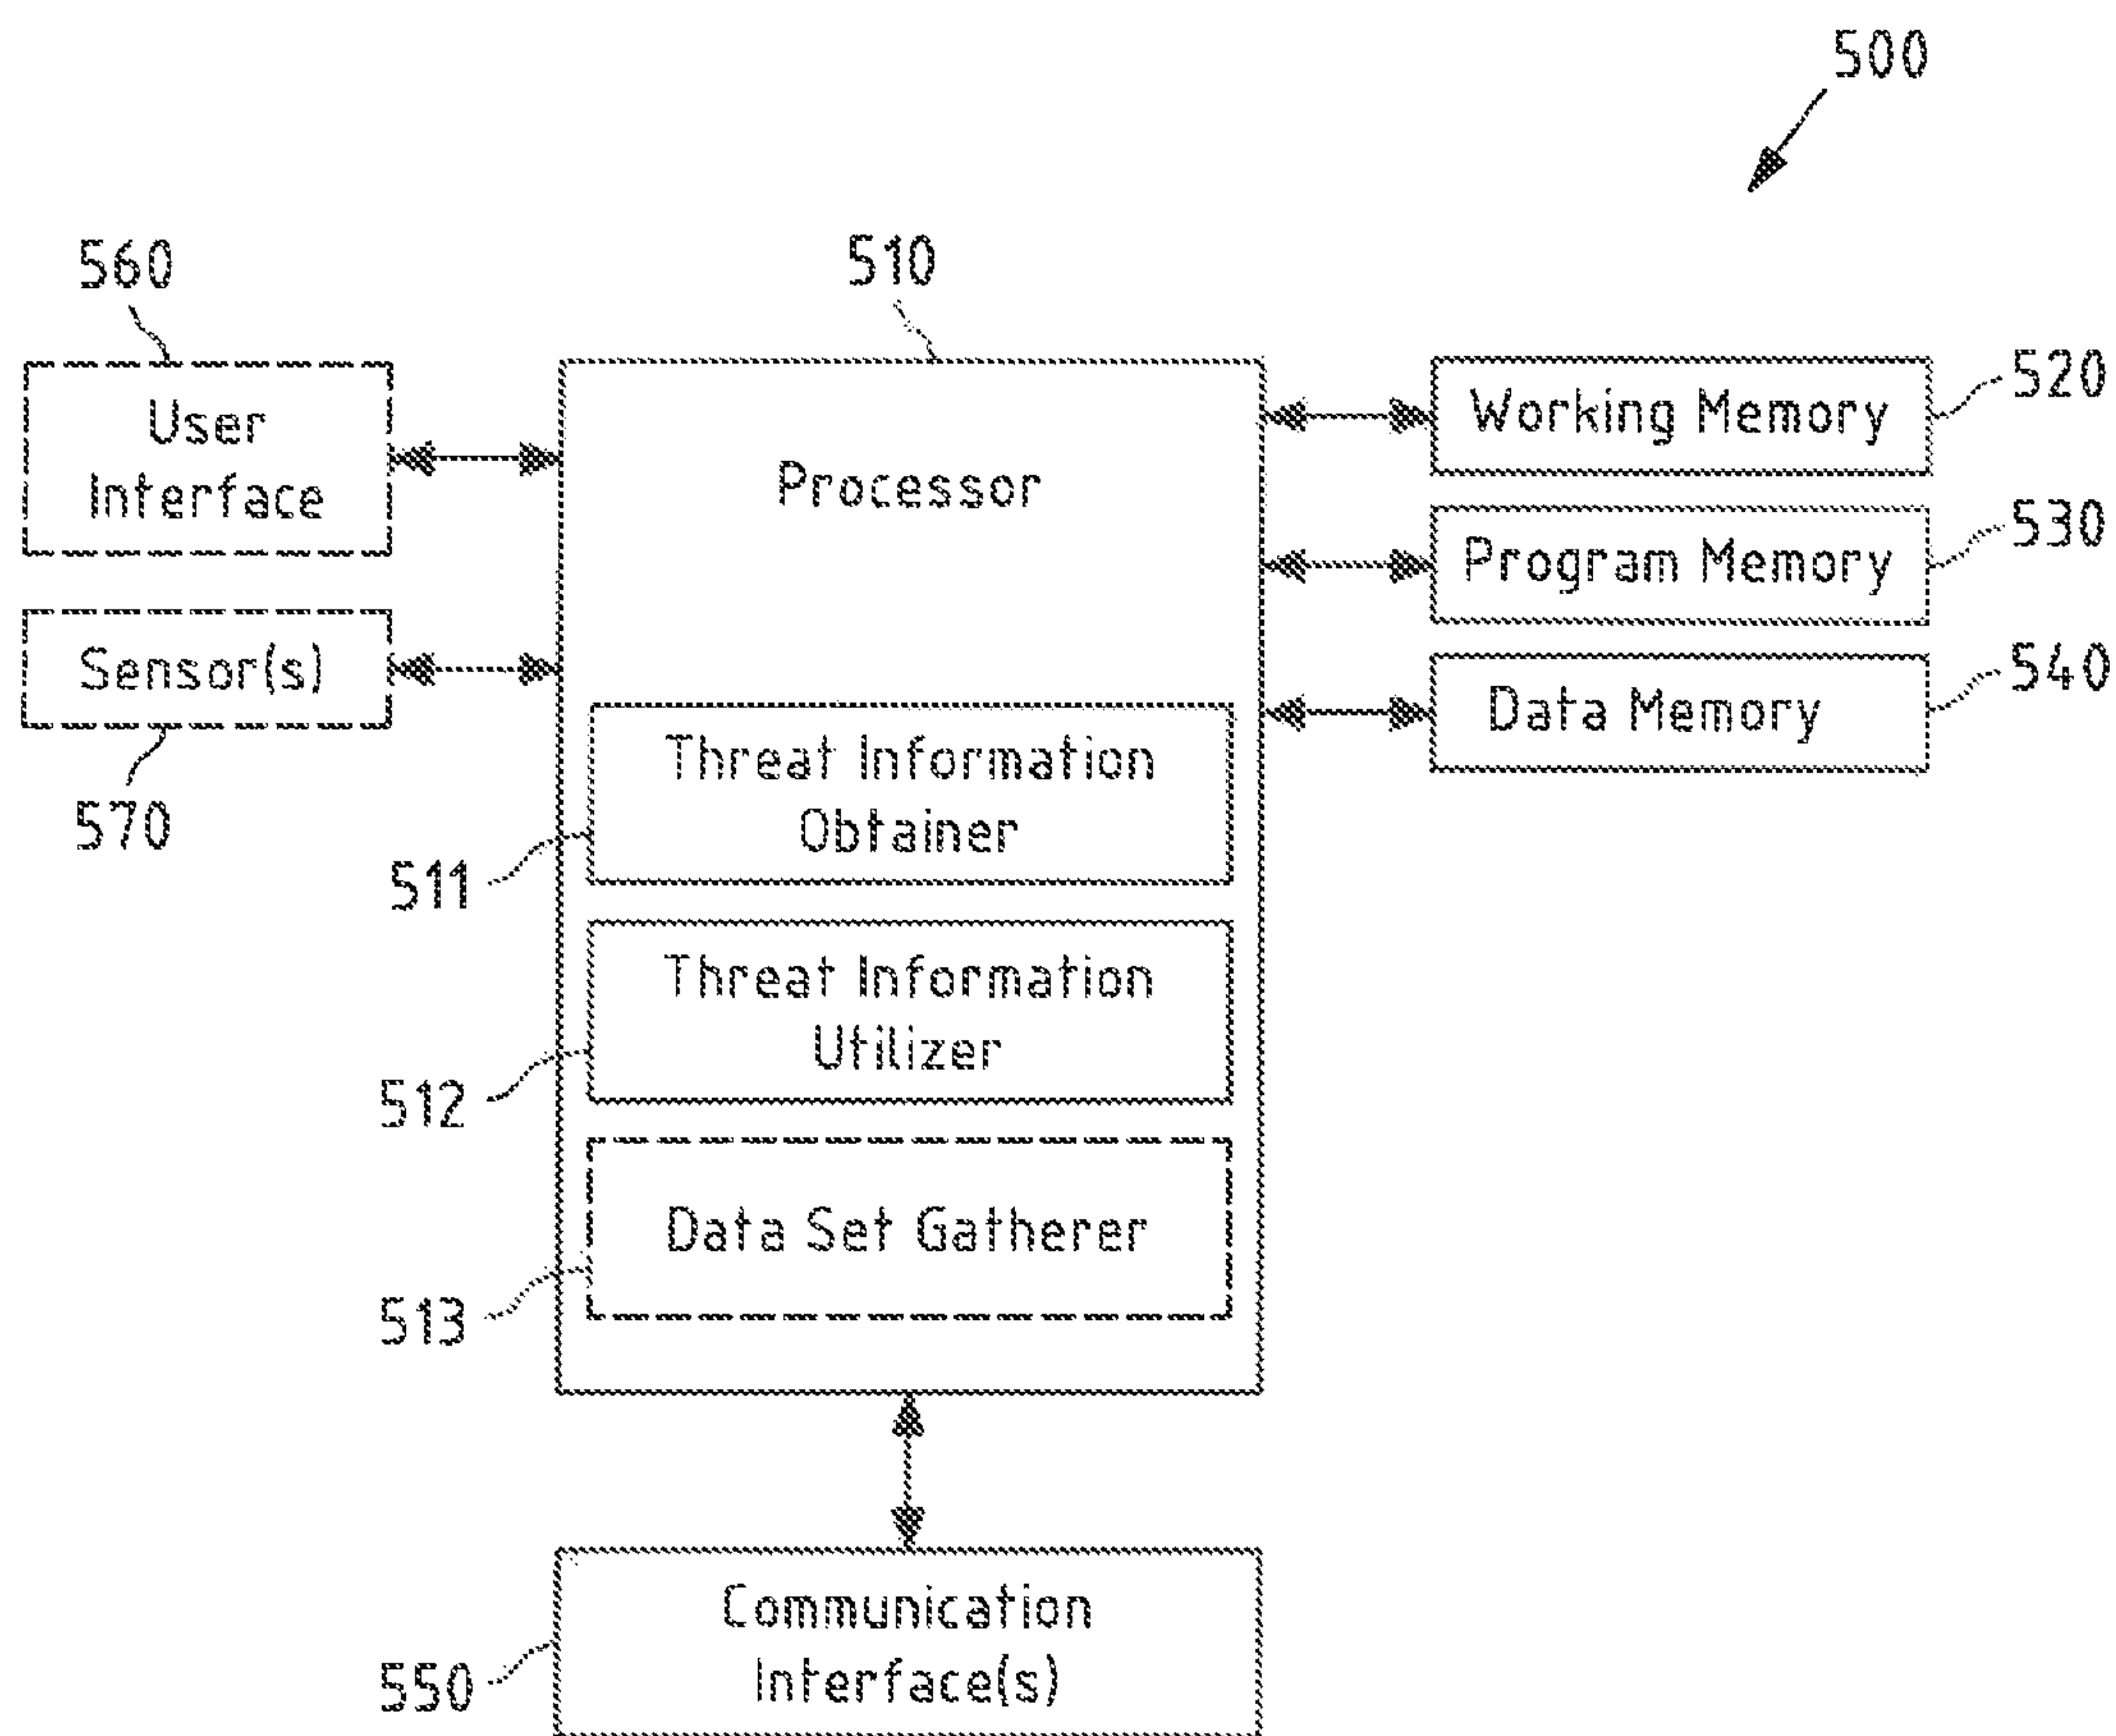 500
560
510
User
Interface
Processor
Working Memory
520
Program Memory
530
Sensor(s)
Data Memory
540
570
Threat Information
Obtainer
511
Threat Information
Utilizer
512
Data Set Gatherer
513
Communication
Interface(s)
550